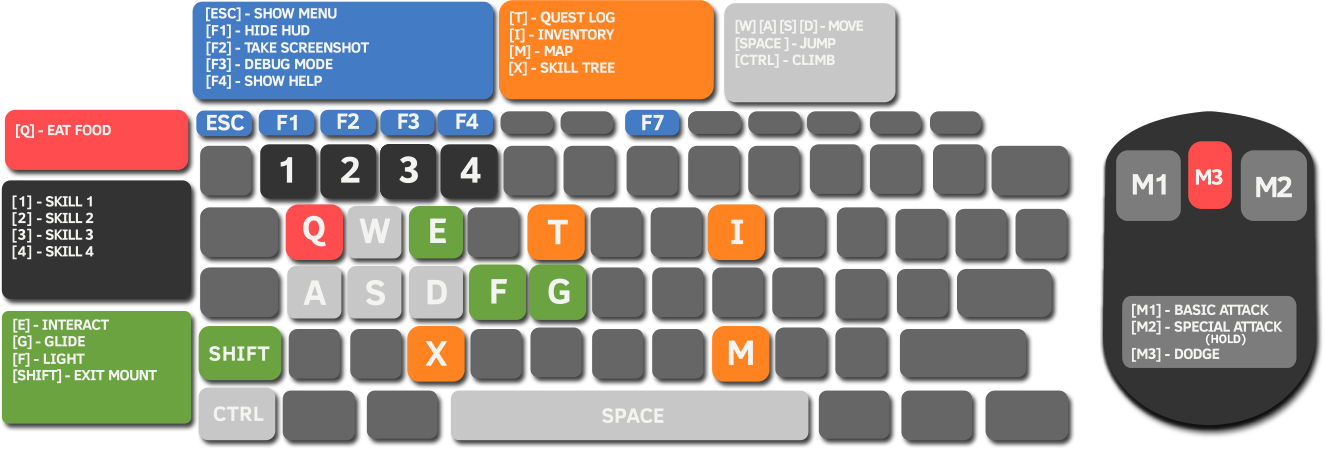 [ESC] - SHOW MENU
[F1] - HIDE HUD
[F2] - TAKE SCREENSHOT
[F3] - DEBUG MODE
[F4] - SHOW HELP
[T] - QUEST LOG
[I] - INVENTORY
[M] - MAP
[X] - SKILL TREE
[W] [A] [S] [D] - MOVE
[SPACE ] - JUMP
[CTRL] - CLIMB
[Q] - EAT FOOD
[1] - SKILL 1
[2] - SKILL 2
[3] - SKILL 3
[4] - SKILL 4
[E] - INTERACT
[G] - GLIDE
[F] - LIGHT
[SHIFT] - EXIT MOUNT
ESC F1 F2 F3 F4 F7
1 2 3 4
Q W E T I
A S D F G
SHIFT X M
CTRL SPACE
M1 M3 M2
[M1] - BASIC ATTACK
[M2] - SPECIAL ATTACK
(HOLD)
[M3] - DODGE